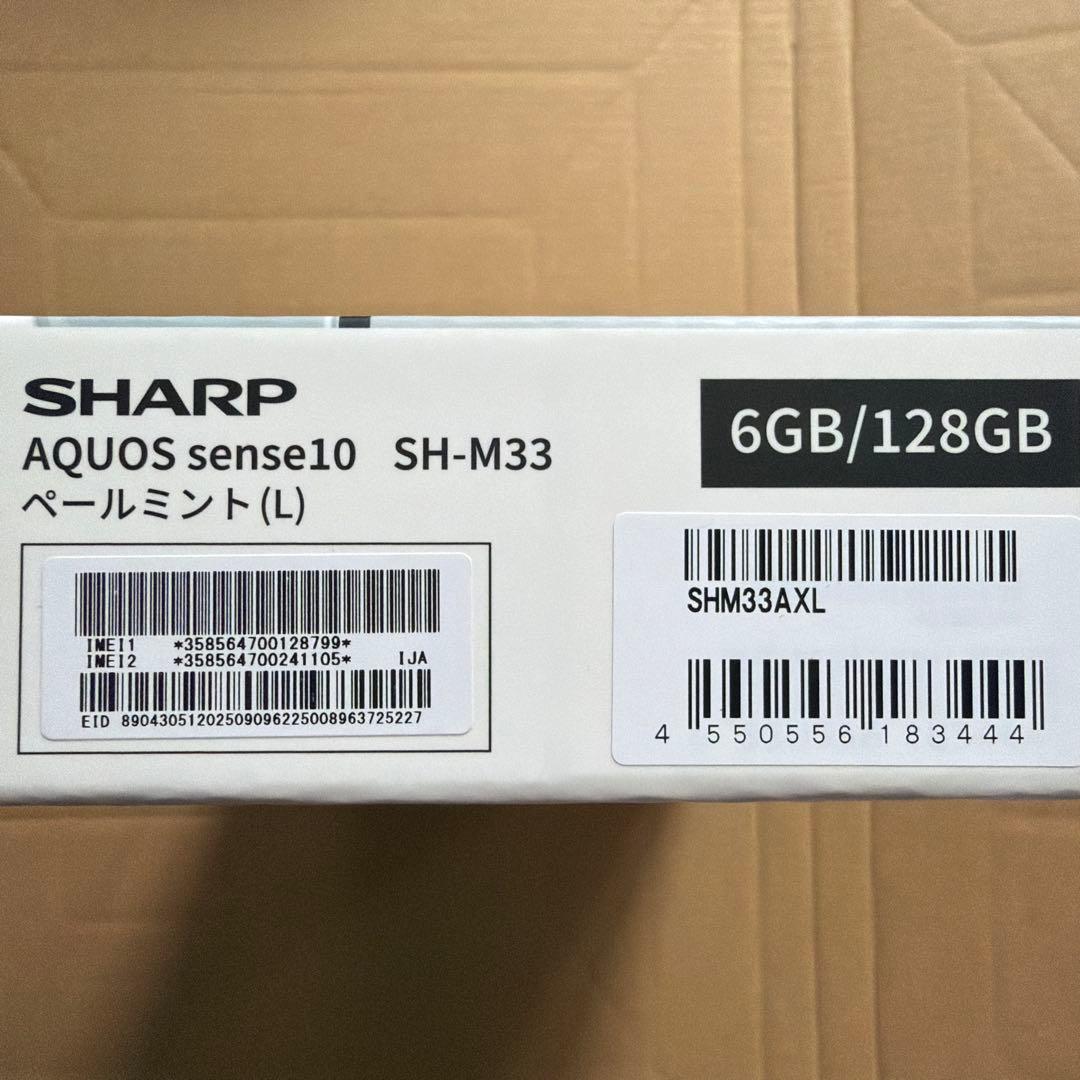 SHARP
AQUOS sense10 SH-M33
ペールミント(L)
6GB/128GB
IMEI1 *358564700128799*
IMEI2 *358564700241105* IJA
EID 89043051202509096225008963725227
SHM33AXL
4 550556 183444